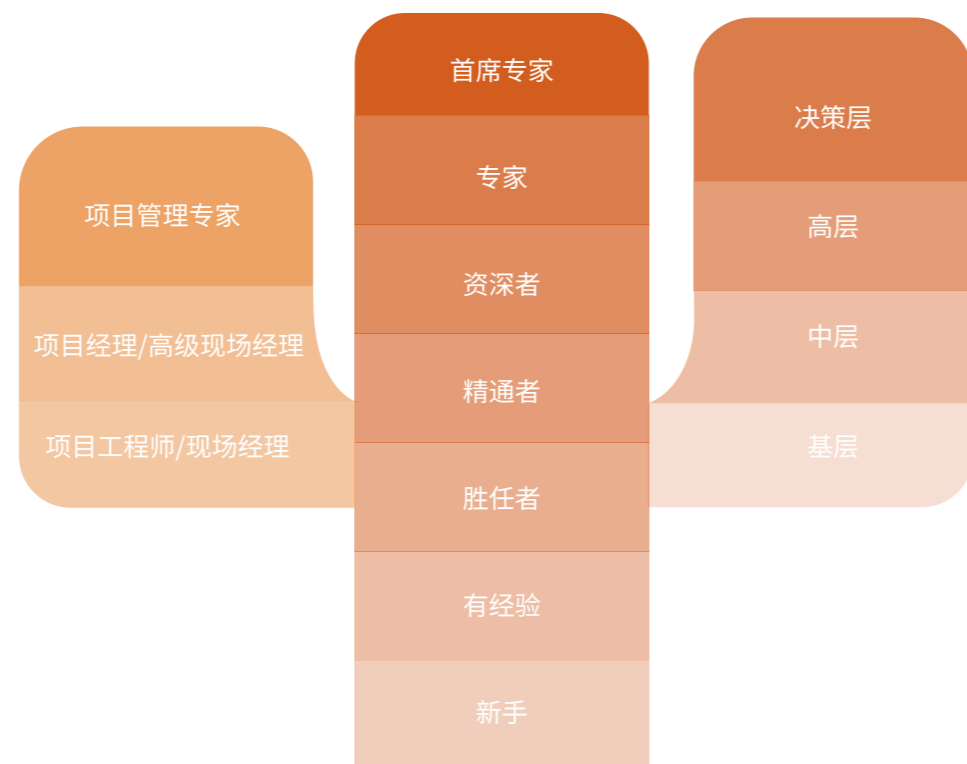 项目管理专家
项目经理/高级现场经理
项目工程师/现场经理
首席专家
专家
资深者
精通者
胜任者
有经验
新手
决策层
高层
中层
基层